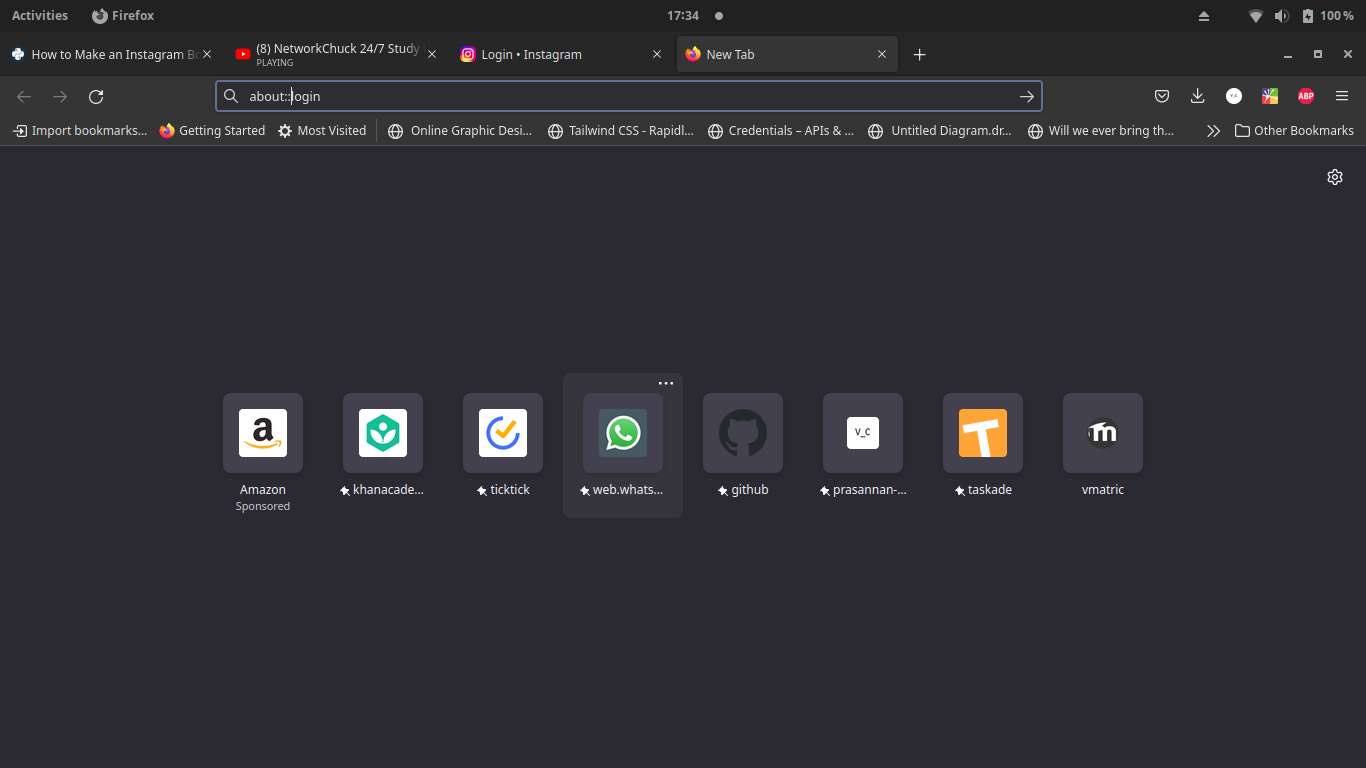 Activities Firefox 17:34 100 %
How to Make an Instagram Bo (8) NetworkChuck 24/7 Study Login • Instagram New Tab
PLAYING
about::login
Import bookmarks... Getting Started Most Visited Online Graphic Desi... Tailwind CSS - Rapidl... Credentials – APIs & ... Untitled Diagram.dr... Will we ever bring th... Other Bookmarks
ABP
a
V_C
T
m
Amazon khanacade... ticktick web.whats... github prasannan-... taskade vmatric
Sponsored